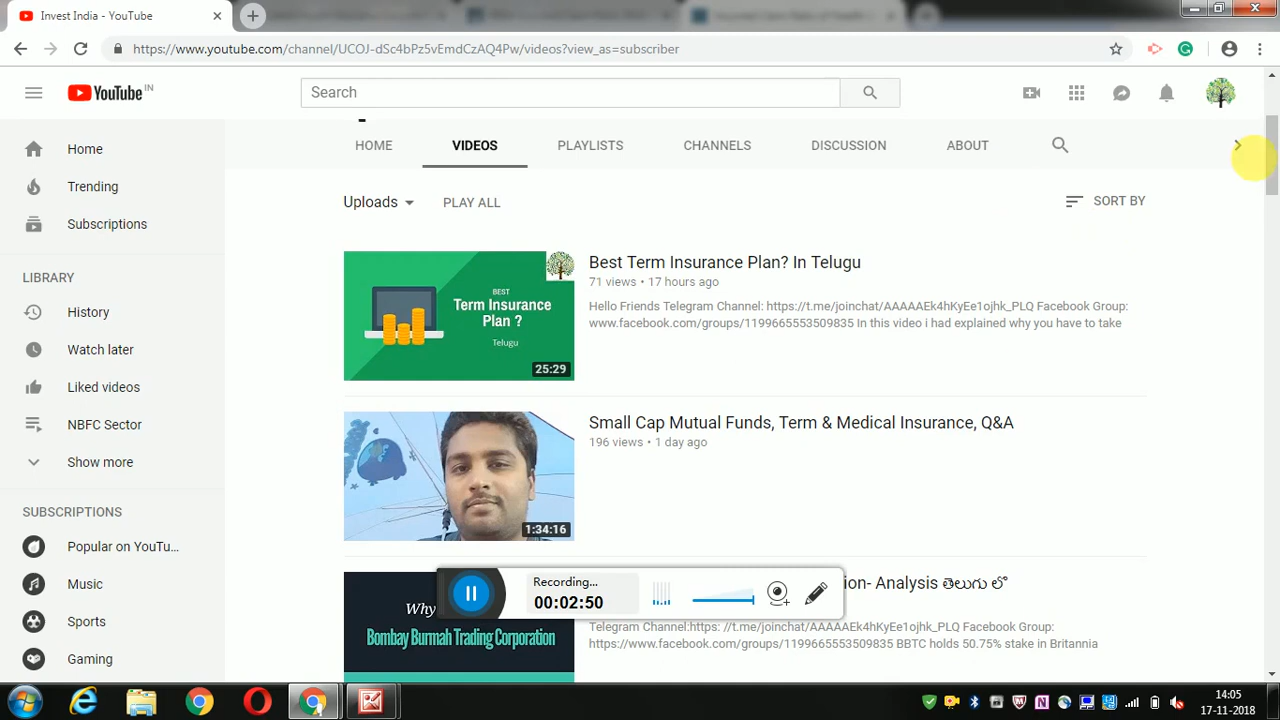 Invest India - YouTube
https://www.youtube.com/channel/UCOJ-dSc4bPz5vEmdCzAQ4Pw/videos?view_as=subscriber
YouTube IN
Search
HOME VIDEOS PLAYLISTS CHANNELS DISCUSSION ABOUT
Home
Trending
Subscriptions
LIBRARY
History
Watch later
Liked videos
NBFC Sector
Show more
SUBSCRIPTIONS
Popular on YouTu...
Music
Sports
Gaming
Uploads PLAY ALL SORT BY
BEST
Term Insurance
Plan ?
Telugu
25:29
Best Term Insurance Plan? In Telugu
71 views • 17 hours ago
Hello Friends Telegram Channel: https://t.me/joinchat/AAAAAEk4hKyEe1ojhk_PLQ Facebook Group:
www.facebook.com/groups/1199665553509835 In this video i had explained why you have to take
1:34:16
Small Cap Mutual Funds, Term & Medical Insurance, Q&A
196 views • 1 day ago
Why
Bombay Burmah Trading Corporation
ion- Analysis తెలుగు లో
Telegram Channel:https: //t.me/joinchat/AAAAAEk4hKyEe1ojhk_PLQ Facebook Group:
https://www.facebook.com/groups/1199665553509835 BBTC holds 50.75% stake in Britannia
Recording...
00:02:50
14:05
17-11-2018